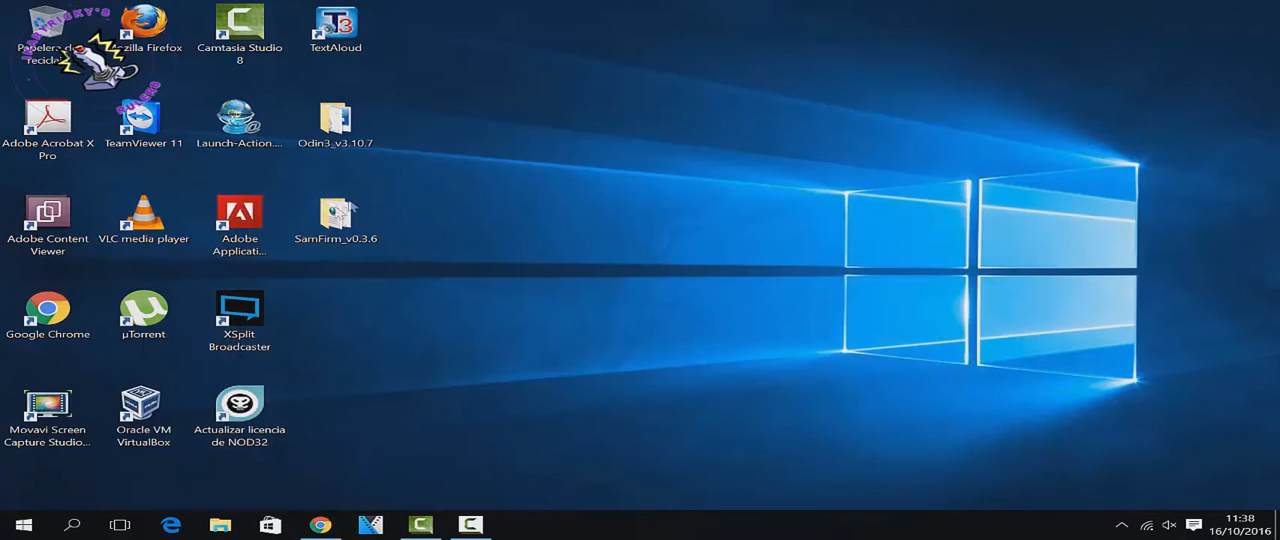 Papelera de
reciclaje
Mozilla Firefox
Camtasia Studio
8
TextAloud
RULERS
Adobe Acrobat X
Pro
TeamViewer 11
Launch-Action....
Odin3_v3.10.7
Adobe Content
Viewer
VLC media player
Adobe
Applicati...
SamFirm_v0.3.6
Google Chrome
µTorrent
XSplit
Broadcaster
Movavi Screen
Capture Studio...
Oracle VM
VirtualBox
Actualizar licencia
de NOD32
11:38
16/10/2016